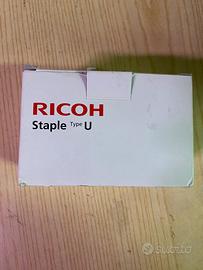 RICOH
Staple Type U
subito